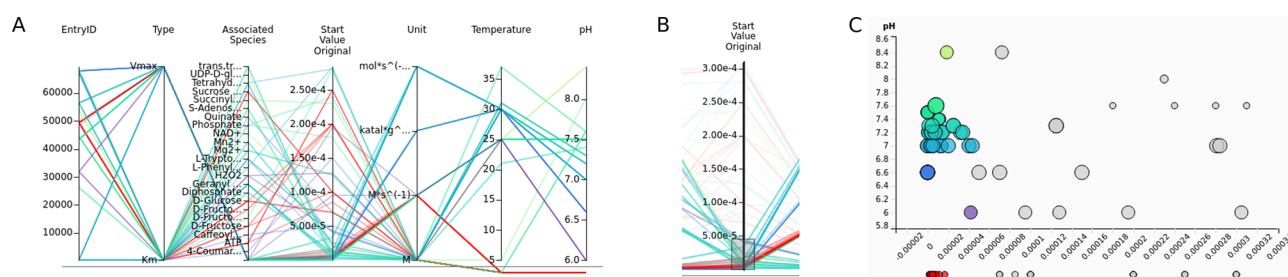 A
EntryID
Type
Associated
Species
Start
Value
Original
Unit
Temperature
pH
60000
50000
40000
30000
20000
10000
Vmax
Km
trans,tr...
UDP-D-gl...
Tetrahyd...
Sucrose ...
Succinyl...
S-Adenos...
Quinate
Phosphate
NAD+
Mn2+
Mg2+
L-Trypto...
L-Phenyl...
H2O2
Geranyl ...
Diphosphate
D-Glucose
D-Fructo...
D-Fructo...
D-Fructose
Caffeoyl...
ATP
4-Coumar...
2.50e-4
2.00e-4
1.50e-4
1.00e-4
5.00e-5
mol*s^(-...
katal*g^...
M*s^(-1)
M
35
30
25
20
15
10
5
8.0
7.5
7.0
6.5
6.0
B
Start
Value
Original
3.00e-4
2.50e-4
2.00e-4
1.50e-4
1.00e-4
5.00e-5
C
pH
8.6
8.4
8.2
8
7.8
7.6
7.4
7.2
7
6.8
6.6
6.4
6.2
6
5.8
-0.00002
0
0.00002
0.00004
0.00006
0.00008
0.0001
0.00012
0.00014
0.00016
0.00018
0.0002
0.00022
0.00024
0.00026
0.00028
0.0003
0.00032